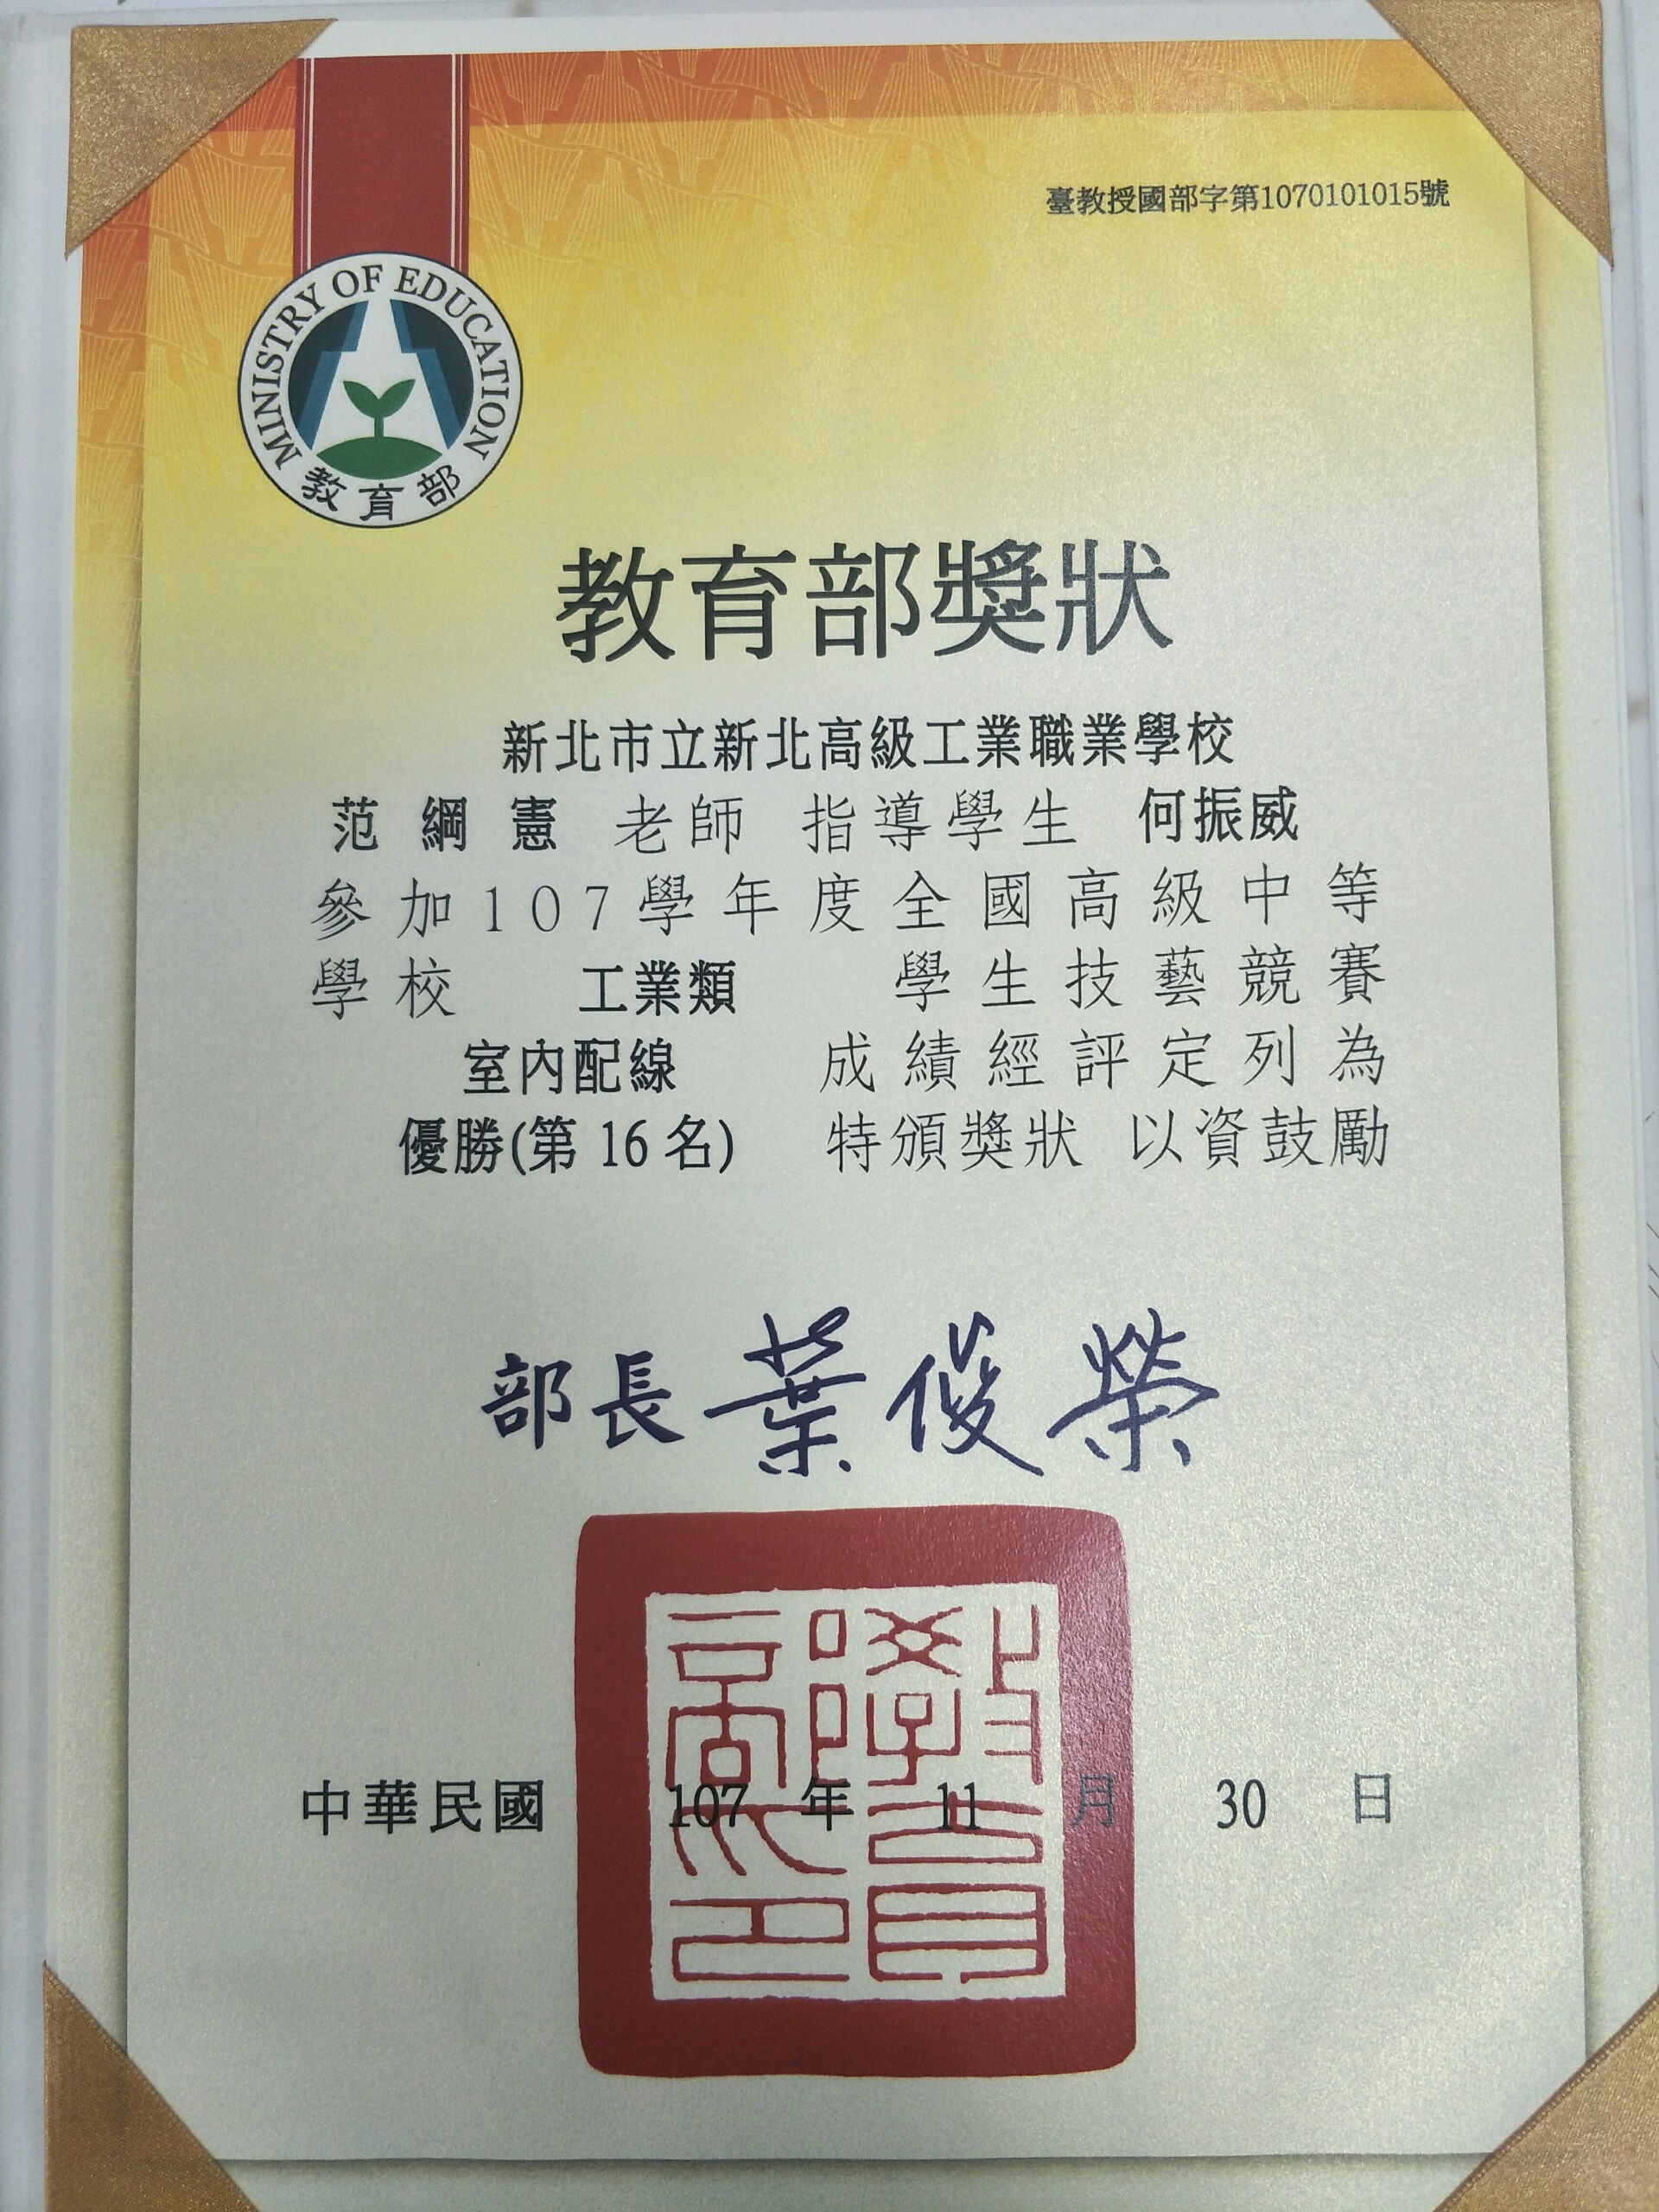 臺教授國部字第1070101015號
MINISTRY OF EDUCATION
教育部
教育部獎狀
新北市立新北高級工業職業學校
范綱憲 老師 指導學生 何振威
參加107學年度全國高級中等
學校 工業類 學生技藝競賽
室內配線 成績經評定列為
優勝(第 16 名) 特頒獎狀 以資鼓勵
部長 葉俊榮
教育部印
中華民國 107 年 11 月 30 日